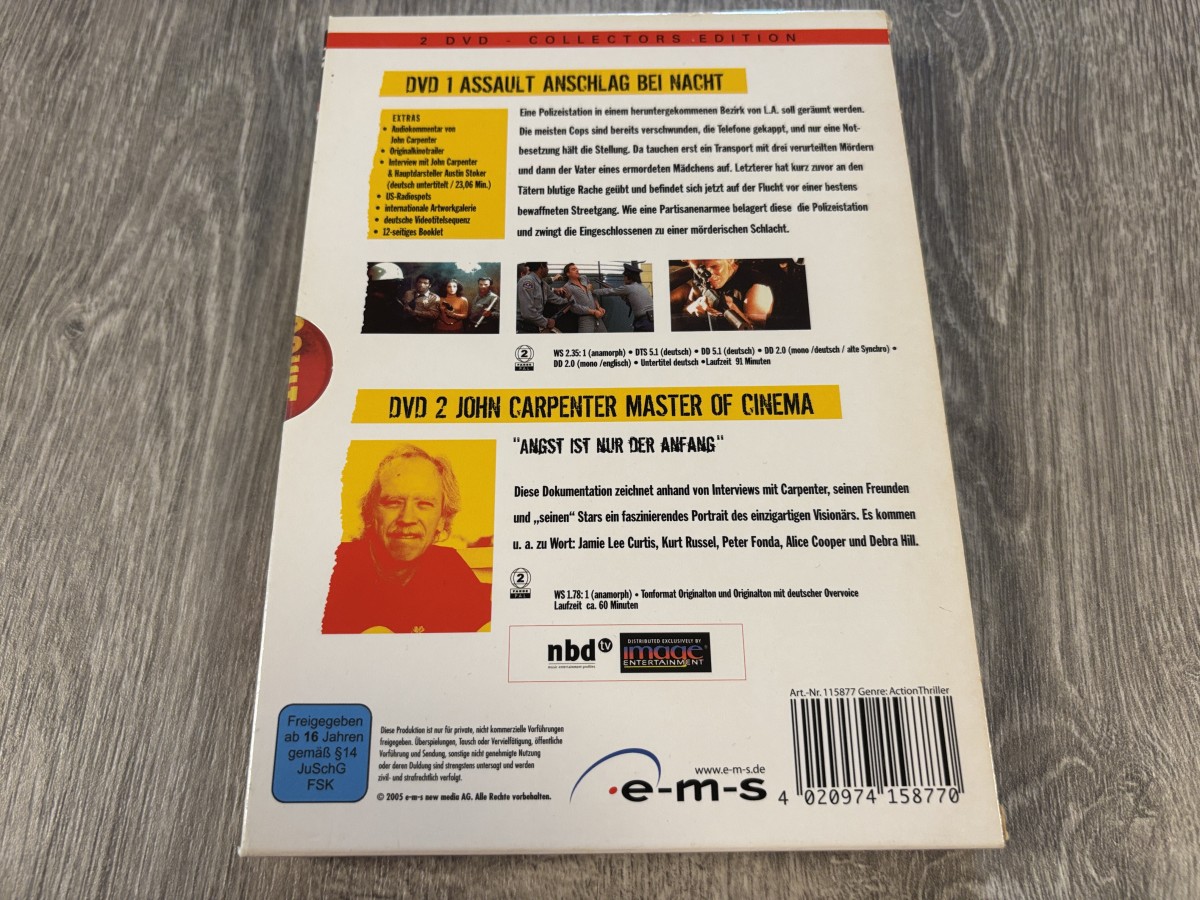 2 DVD - COLLECTORS EDITION
DVD 1 ASSAULT ANSCHLAG BEI NACHT
EXTRAS
• Audiokommentar von
John Carpenter
• Originalkinotrailer
• Interview mit John Carpenter
& Hauptdarsteller Austin Stoker
(deutsch untertitelt / 23,06 Min.)
• US-Radiospots
• internationale Artworkgalerie
• deutsche Videotitelsequenz
• 12-seitiges Booklet
Eine Polizeistation in einem heruntergekommenen Bezirk von L.A. soll geräumt werden.
Die meisten Cops sind bereits verschwunden, die Telefone gekappt, und nur eine Not-
besetzung hält die Stellung. Da tauchen erst ein Transport mit drei verurteilten Mördern
und dann der Vater eines ermordeten Mädchens auf. Letzterer hat kurz zuvor an den
Tätern blutige Rache geübt und befindet sich jetzt auf der Flucht vor einer bestens
bewaffneten Streetgang. Wie eine Partisanenarmee belagert diese die Polizeistation
und zwingt die Eingeschlossenen zu einer mörderischen Schlacht.
2
PAL
WS 2.35: 1 (anamorph) • DTS 5.1 (deutsch) • DD 5.1 (deutsch) • DD 2.0 (mono /deutsch / alte Synchro) •
DD 2.0 (mono /englisch) • Untertitel deutsch •Laufzeit 91 Minuten
DVD 2 JOHN CARPENTER MASTER OF CINEMA
"ANGST IST NUR DER ANFANG"
Diese Dokumentation zeichnet anhand von Interviews mit Carpenter, seinen Freunden
und „seinen“ Stars ein faszinierendes Portrait des einzigartigen Visionärs. Es kommen
u. a. zu Wort: Jamie Lee Curtis, Kurt Russel, Peter Fonda, Alice Cooper und Debra Hill.
2
PAL
WS 1.78: 1 (anamorph) • Tonformat Originalton und Originalton mit deutscher Overvoice
Laufzeit ca. 60 Minuten
nbd tv
DISTRIBUTED EXCLUSIVELY BY
image
ENTERTAINMENT
Freigegeben
ab 16 Jahren
gemäß §14
JuSchG
FSK
Diese Produktion ist nur für private, nicht kommerzielle Vorführungen
freigegeben. Überspielungen, Tausch oder Vervielfältigung, öffentliche
Vorführung und Sendung, sonstige nicht genehmigte Nutzung
oder deren Duldung sind strengstens untersagt und werden
zivil- und strafrechtlich verfolgt.
© 2005 e-m-s new media AG. Alle Rechte vorbehalten.
www.e-m-s.de
e-m-s
Art.-Nr. 115877 Genre: ActionThriller
4 020974 158770